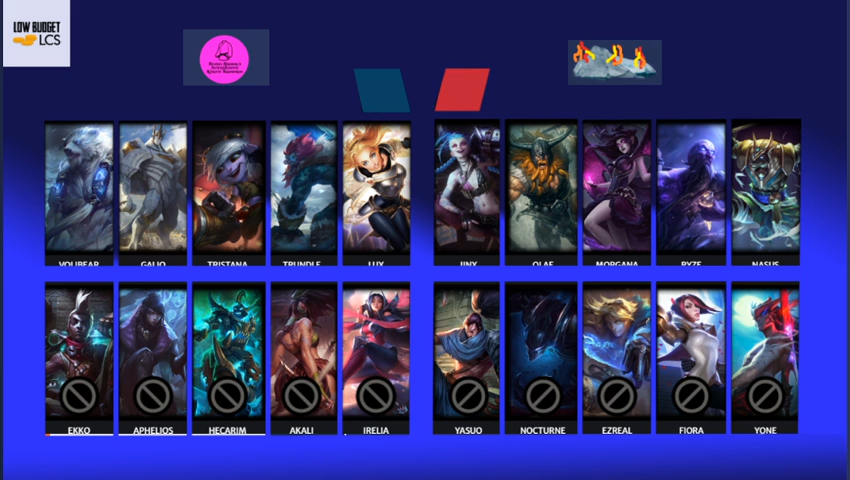 LOW BUDGET
LCS
VOLIBEAR GALIO TRISTANA TRUNDLE LUX JINX OLAF MORGANA RYZE NASUS
EKKO APHELIOS HECARIM AKALI IRELIA YASUO NOCTURNE EZREAL FIORA YONE